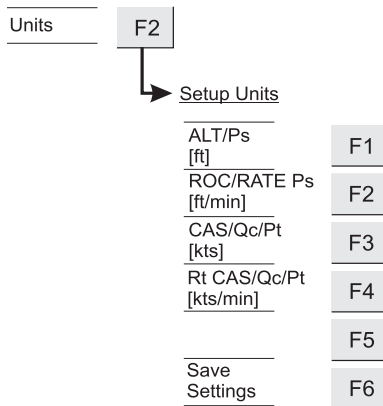 Units F2
Setup Units
ALT/Ps
[ft] F1
ROC/RATE Ps
[ft/min] F2
CAS/Qc/Pt
[kts] F3
Rt CAS/Qc/Pt
[kts/min] F4
F5
Save
Settings F6